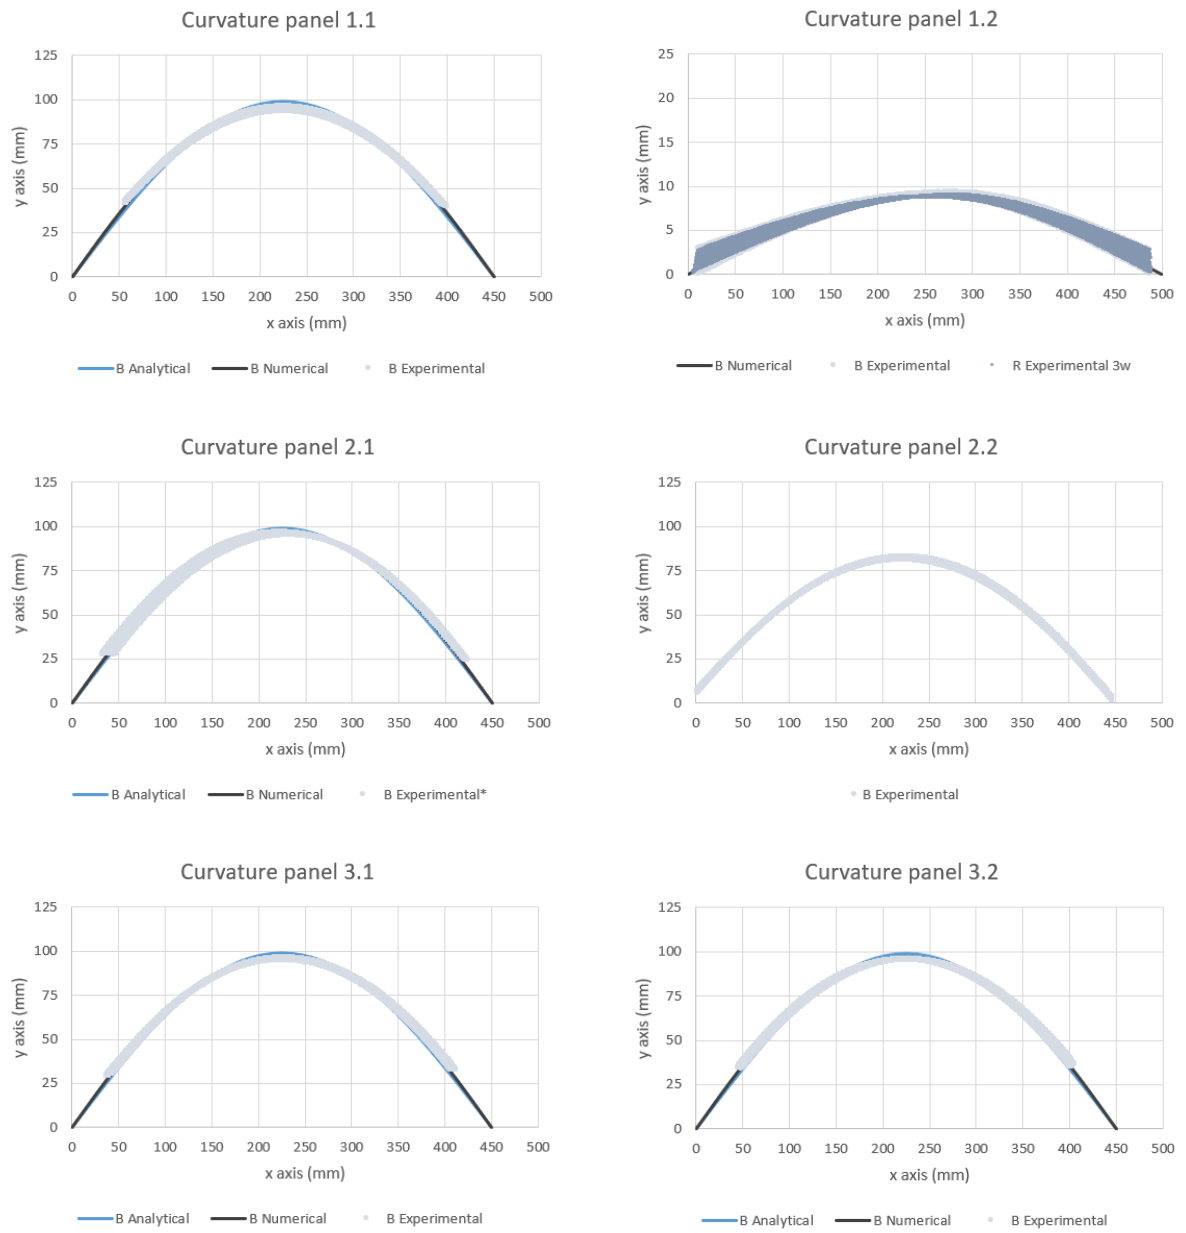 Curvature panel 1.1
125
100
75
50
25
0
y axis (mm)
0 50 100 150 200 250 300 350 400 450 500
x axis (mm)
B Analytical B Numerical B Experimental
Curvature panel 1.2
25
20
15
10
5
0
y axis (mm)
0 50 100 150 200 250 300 350 400 450 500
x axis (mm)
B Numerical B Experimental R Experimental 3w
Curvature panel 2.1
125
100
75
50
25
0
y axis (mm)
0 50 100 150 200 250 300 350 400 450 500
x axis (mm)
B Analytical B Numerical B Experimental*
Curvature panel 2.2
125
100
75
50
25
0
y axis (mm)
0 50 100 150 200 250 300 350 400 450 500
x axis (mm)
B Experimental
Curvature panel 3.1
125
100
75
50
25
0
y axis (mm)
0 50 100 150 200 250 300 350 400 450 500
x axis (mm)
B Analytical B Numerical B Experimental
Curvature panel 3.2
125
100
75
50
25
0
y axis (mm)
0 50 100 150 200 250 300 350 400 450 500
x axis (mm)
B Analytical B Numerical B Experimental